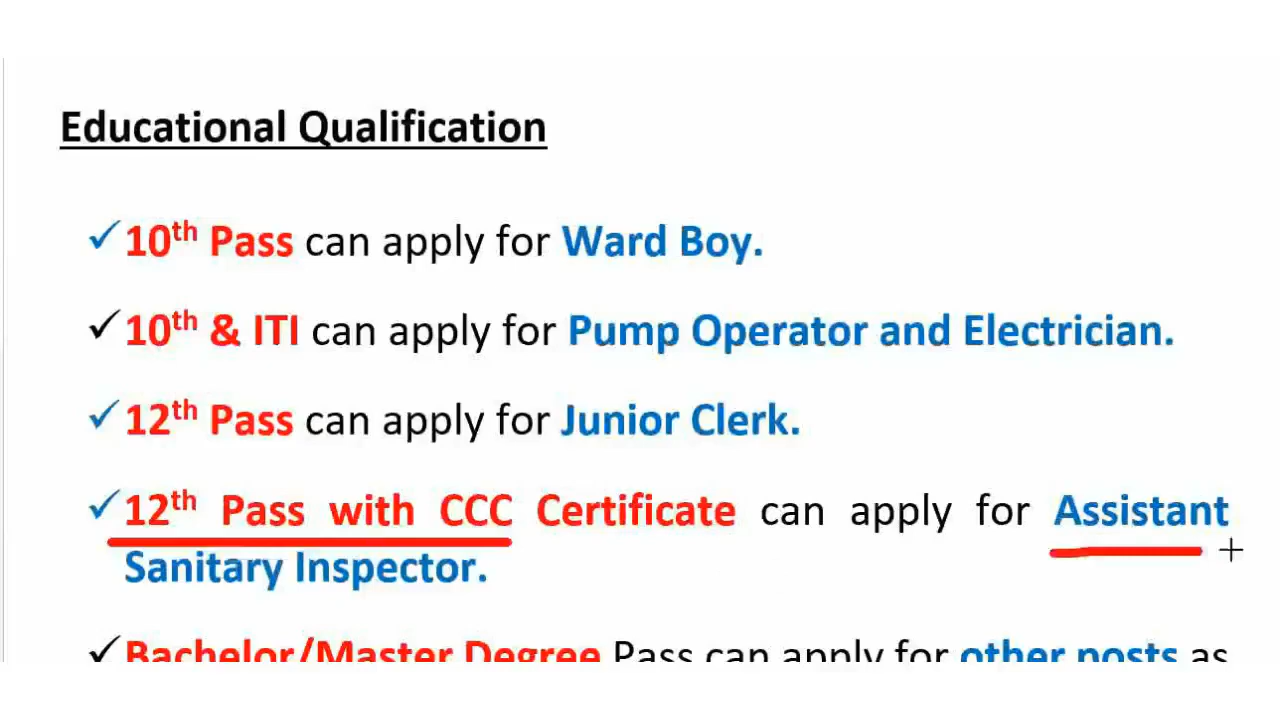 Educational Qualification
✓ 10th Pass can apply for Ward Boy.
✓ 10th & ITI can apply for Pump Operator and Electrician.
✓ 12th Pass can apply for Junior Clerk.
✓ 12th Pass with CCC Certificate can apply for Assistant
Sanitary Inspector.
✓ Bachelor/Master Degree Pass can apply for other posts as